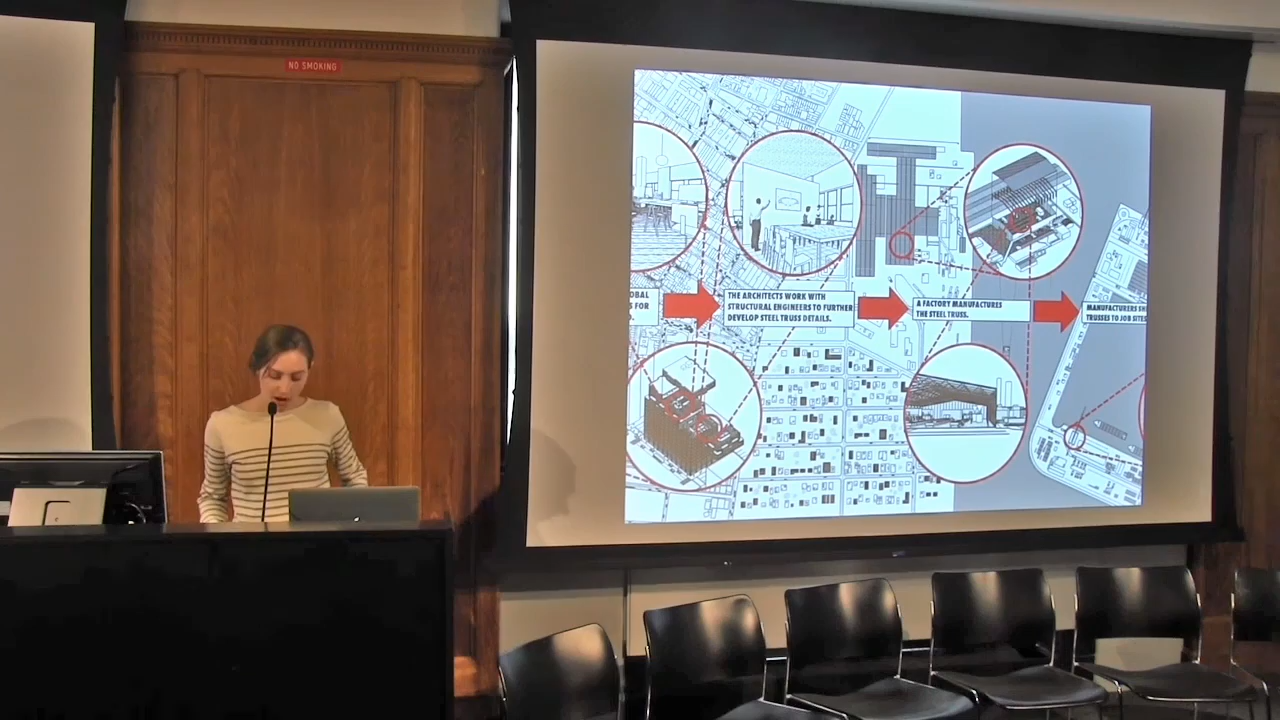 NO SMOKING
OBAL
S FOR
THE ARCHITECTS WORK WITH
STRUCTURAL ENGINEERS TO FURTHER
DEVELOP STEEL TRUSS DETAILS.
A FACTORY MANUFACTURES
THE STEEL TRUSS.
MANUFACTURERS SH
TRUSSES TO JOB SITES